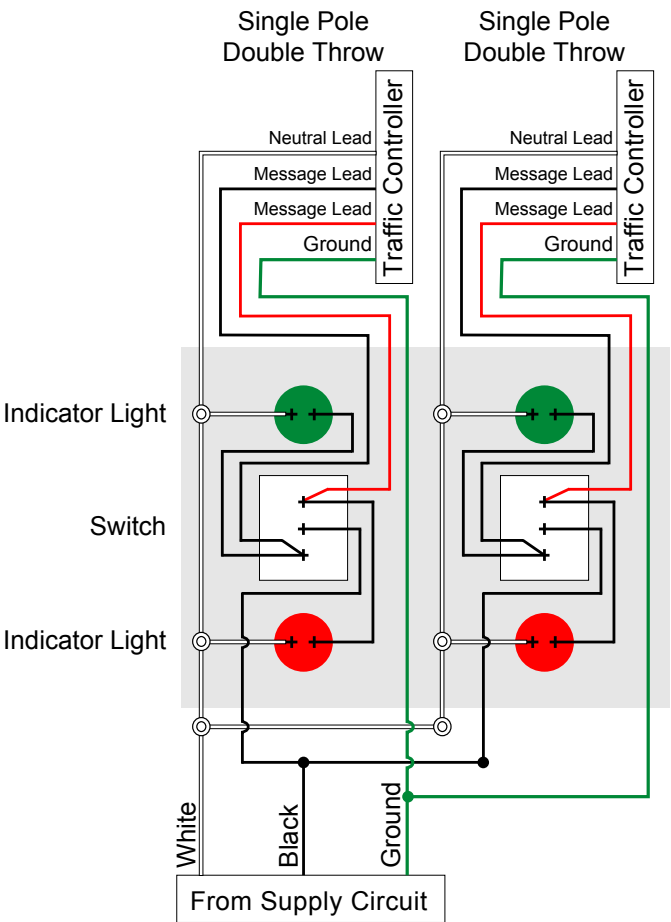 Single Pole
Double Throw
Single Pole
Double Throw
Neutral Lead
Message Lead
Message Lead
Ground
Traffic Controller
Neutral Lead
Message Lead
Message Lead
Ground
Traffic Controller
Indicator Light
Switch
Indicator Light
White
Black
Ground
From Supply Circuit